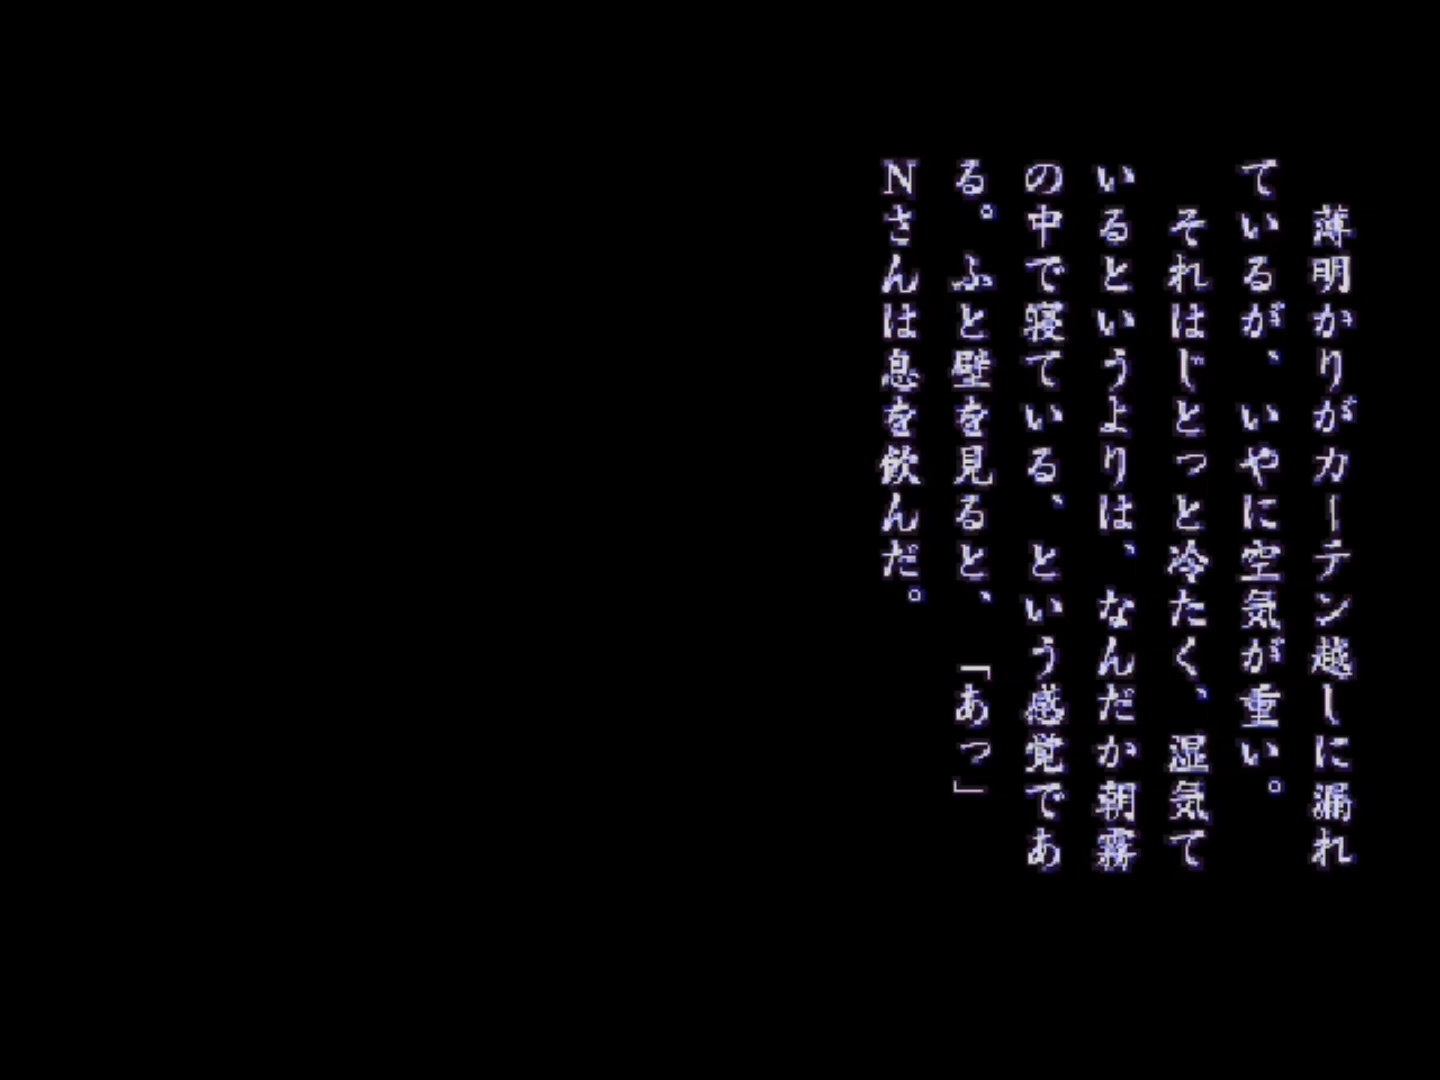 薄明かりがカーテン越しに漏れ
ているが、いやに空気が重い。
　それはじとっと冷たく、湿気て
いるというよりは、なんだか朝霧
の中で寝ている、という感覚であ
る。ふと壁を見ると、「あっ」
Nさんは息を飲んだ。